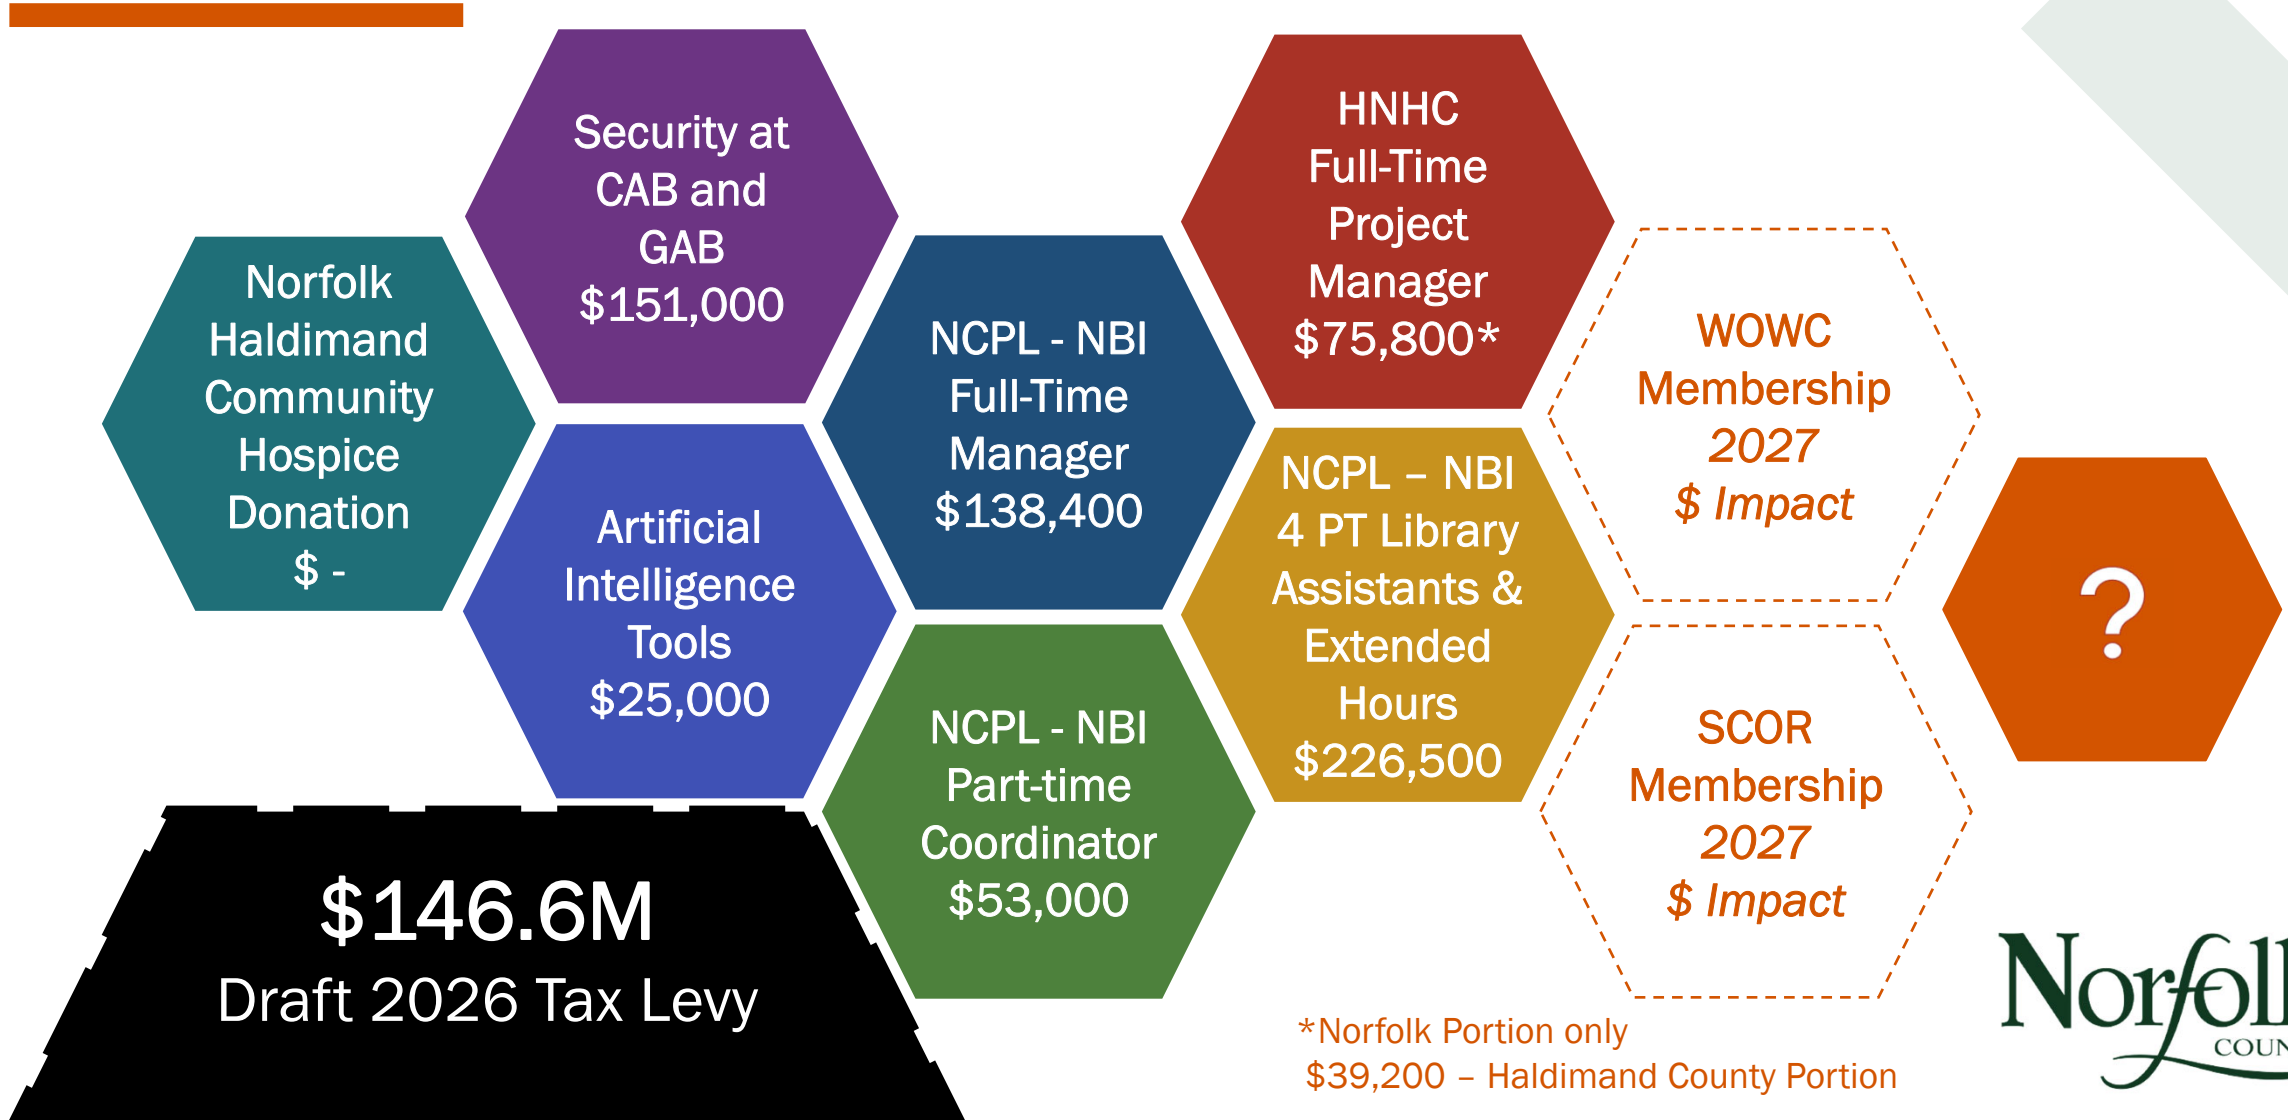 Norfolk
Haldimand
Community
Hospice
Donation
$ -
Security at
CAB and
GAB
$151,000
Artificial
Intelligence
Tools
$25,000
NCPL - NBI
Full-Time
Manager
$138,400
NCPL - NBI
Part-time
Coordinator
$53,000
HNHC
Full-Time
Project
Manager
$75,800*
NCPL – NBI
4 PT Library
Assistants &
Extended
Hours
$226,500
WOWC
Membership
2027
$ Impact
SCOR
Membership
2027
$ Impact
?
$146.6M
Draft 2026 Tax Levy
*Norfolk Portion only
$39,200 – Haldimand County Portion